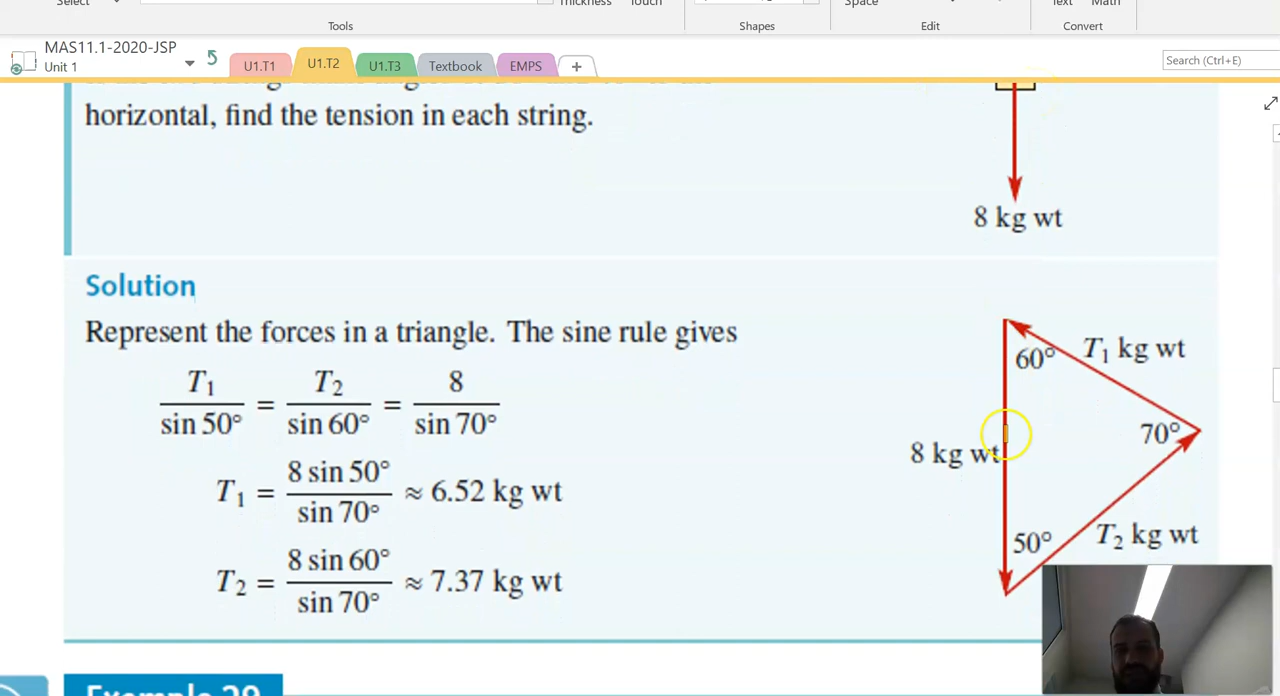 Select
Thickness
Touch
Space
Text
Math
Tools
Shapes
Edit
Convert
MAS11.1-2020-JSP
Unit 1
U1.T1
U1.T2
U1.T3
Textbook
EMPS
+
Search (Ctrl+E)
horizontal, find the tension in each string.
8 kg wt
Solution
Represent the forces in a triangle. The sine rule gives
T₁ / sin 50° = T₂ / sin 60° = 8 / sin 70°
T₁ = 8 sin 50° / sin 70° ≈ 6.52 kg wt
T₂ = 8 sin 60° / sin 70° ≈ 7.37 kg wt
60°
T₁ kg wt
70°
8 kg wt
50°
T₂ kg wt
Example 29